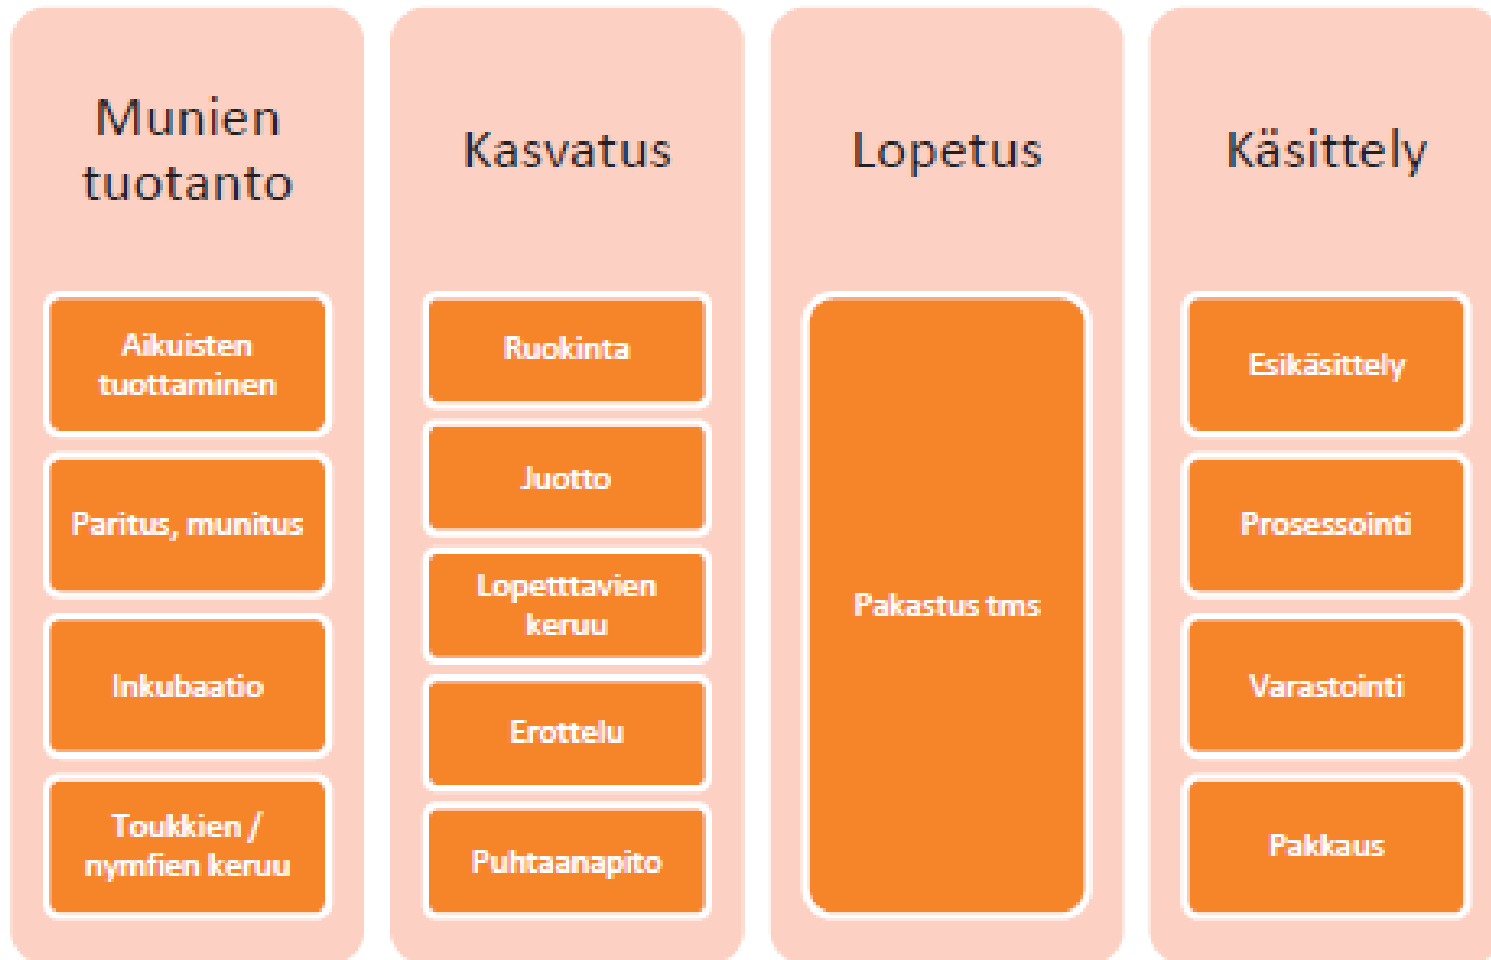 Munien
tuotanto
Aikuisten
tuottaminen
Paritus, munitus
Inkubaatio
Toukkien /
nymfien keruu
Kasvatus
Ruokinta
Juotto
Lopetttavien
keruu
Erottelu
Puhtaanapito
Lopetus
Pakastus tms
Käsittely
Esikäsittely
Prosessointi
Varastointi
Pakkaus